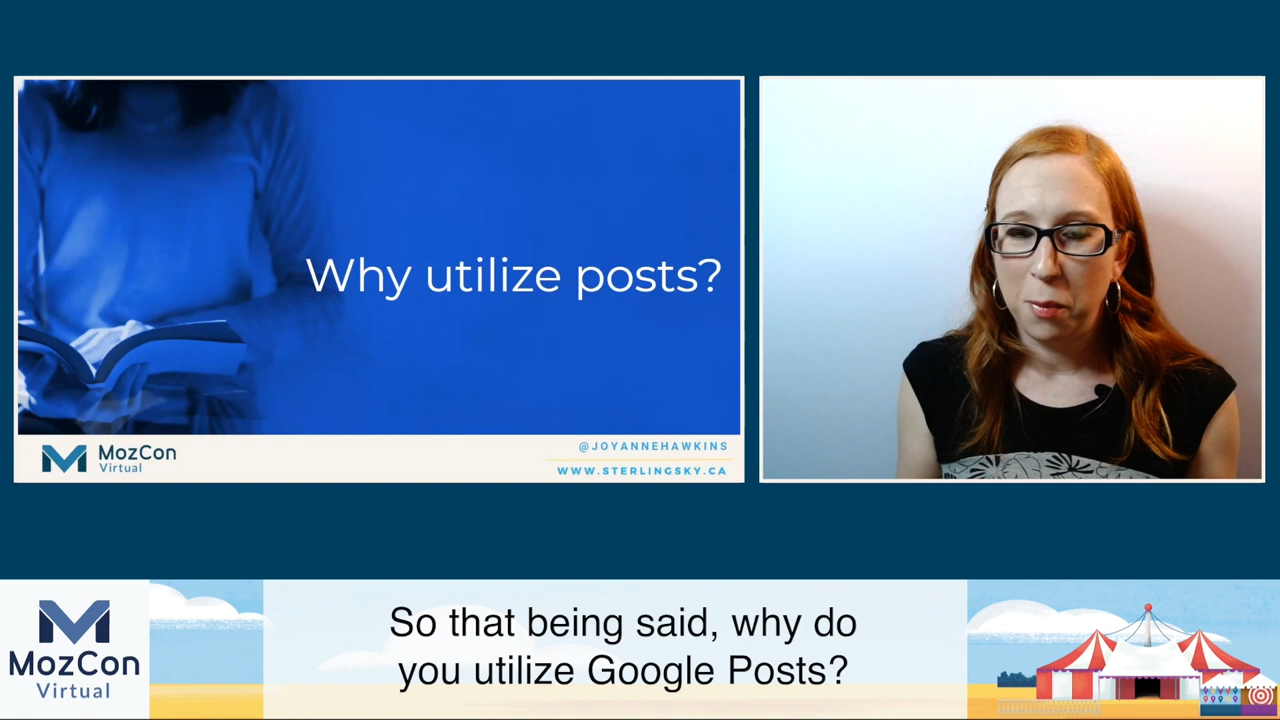 Why utilize posts?
MozCon
Virtual
@JOYANNEHAWKINS
WWW.STERLINGSKY.CA
MozCon
Virtual
So that being said, why do
you utilize Google Posts?